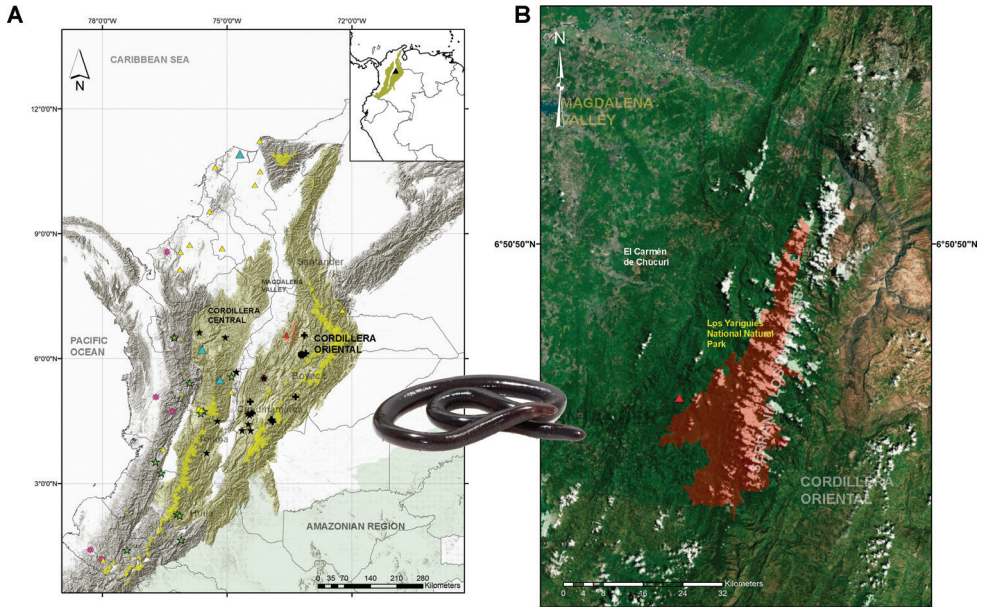 A
78°0'0"W
75°0'0"W
72°0'0"W
CARIBBEAN SEA
N
12°0'0"N
9°0'0"N
6°0'0"N
3°0'0"N
Santander
MAGDALENA
VALLEY
CORDILLERA
CENTRAL
PACIFIC
OCEAN
CORDILLERA
ORIENTAL
Tolima
Huila
AMAZONIAN REGION
0 35 70 140 210 280
Kilometers
B
N
MAGDALENA
VALLEY
6°50'50"N
6°50'50"N
El Carmén
de Chucuri
Los Yariguies
National Natural
Park
CORDILLERA
ORIENTAL
0 4 8 16 24 32
Kilometers